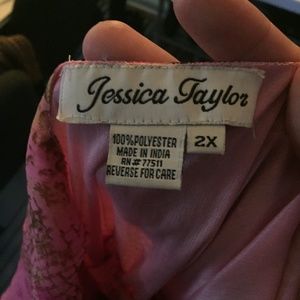 Jessica Taylor
100% POLYESTER
MADE IN INDIA
RN# 77511
REVERSE FOR CARE
2X